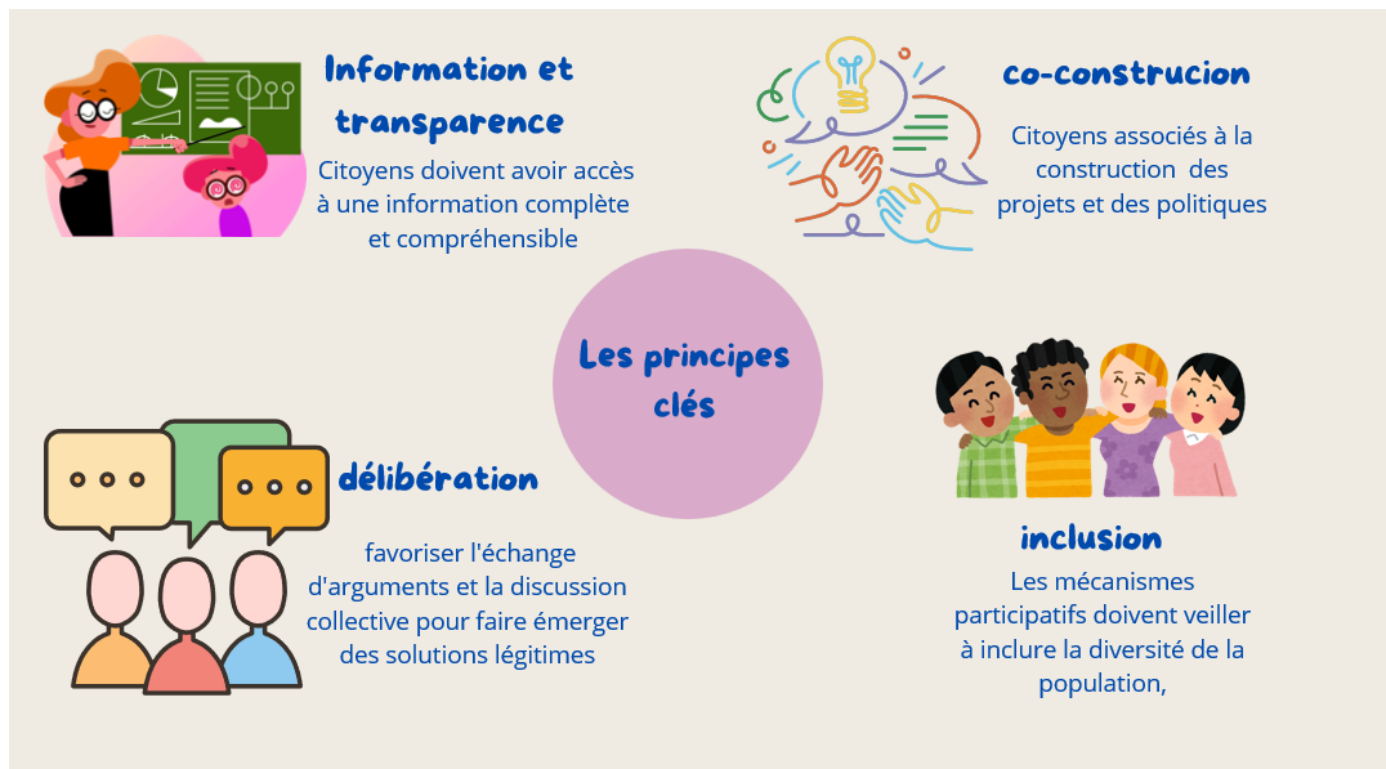 Information et
transparence
Citoyens doivent avoir accès
à une information complète
et compréhensible
co-construcion
Citoyens associés à la
construction des
projets et des politiques
Les principes
clés
délibération
favoriser l'échange
d'arguments et la discussion
collective pour faire émerger
des solutions légitimes
inclusion
Les mécanismes
participatifs doivent veiller
à inclure la diversité de la
population,